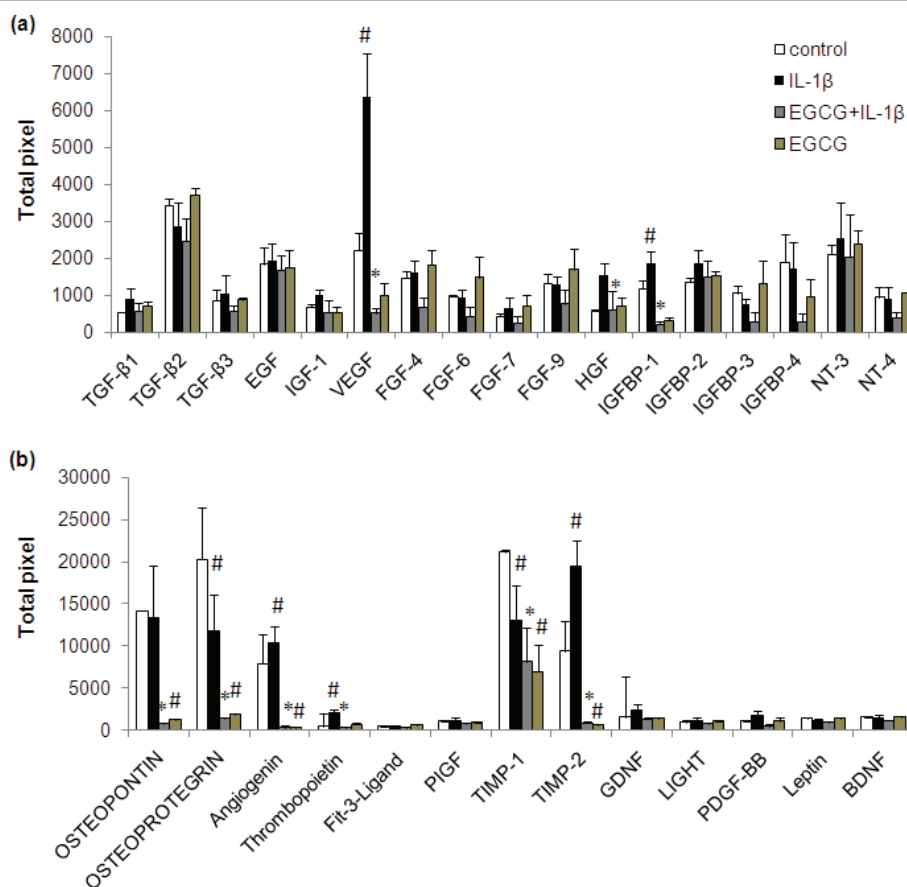 (a)
8000
7000
6000
5000
4000
3000
2000
1000
0
Total pixel
control
IL-1β
EGCG+IL-1β
EGCG
#
*
*
#
*
TGF-β1
TGF-β2
TGF-β3
EGF
IGF-1
VEGF
FGF-4
FGF-6
FGF-7
FGF-9
HGF
IGFBP-1
IGFBP-2
IGFBP-3
IGFBP-4
NT-3
NT-4
(b)
30000
25000
20000
15000
10000
5000
0
Total pixel
*
#
#
*
#
#
*
#
#
*
#
*
#
#
*
#
OSTEOPONTIN
OSTEOPROTEGRIN
Angiogenin
Thrombopoietin
Fit-3-Ligand
PIGF
TIMP-1
TIMP-2
GDNF
LIGHT
PDGF-BB
Leptin
BDNF